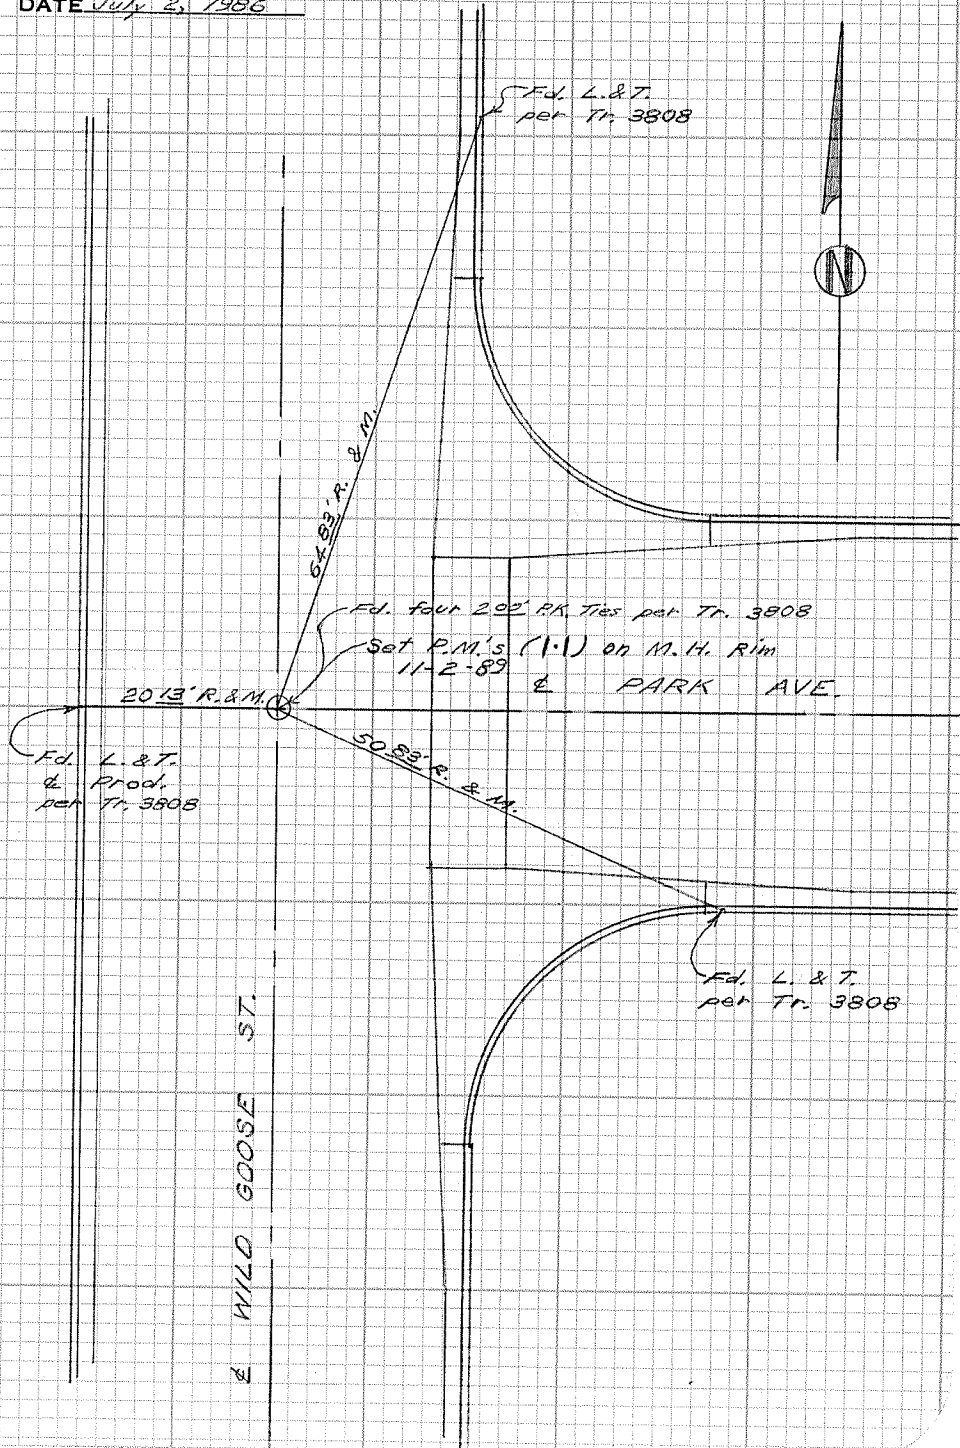 DATE July 2, 1986
Fd. L.&T.
per Tr. 3808
N
64.83' R. & M.
Fd. four 2.00' P.K. Ties per Tr. 3808
Set P.M.'s (1·1) on M.H. Rim
11-2-89
℄ PARK AVE.
20.13' R.&M.
50.83' R. & M.
Fd. L.&T.
℄ Prod.
per Tr. 3808
Fd. L. & T.
per Tr. 3808
℄ WILD GOOSE ST.